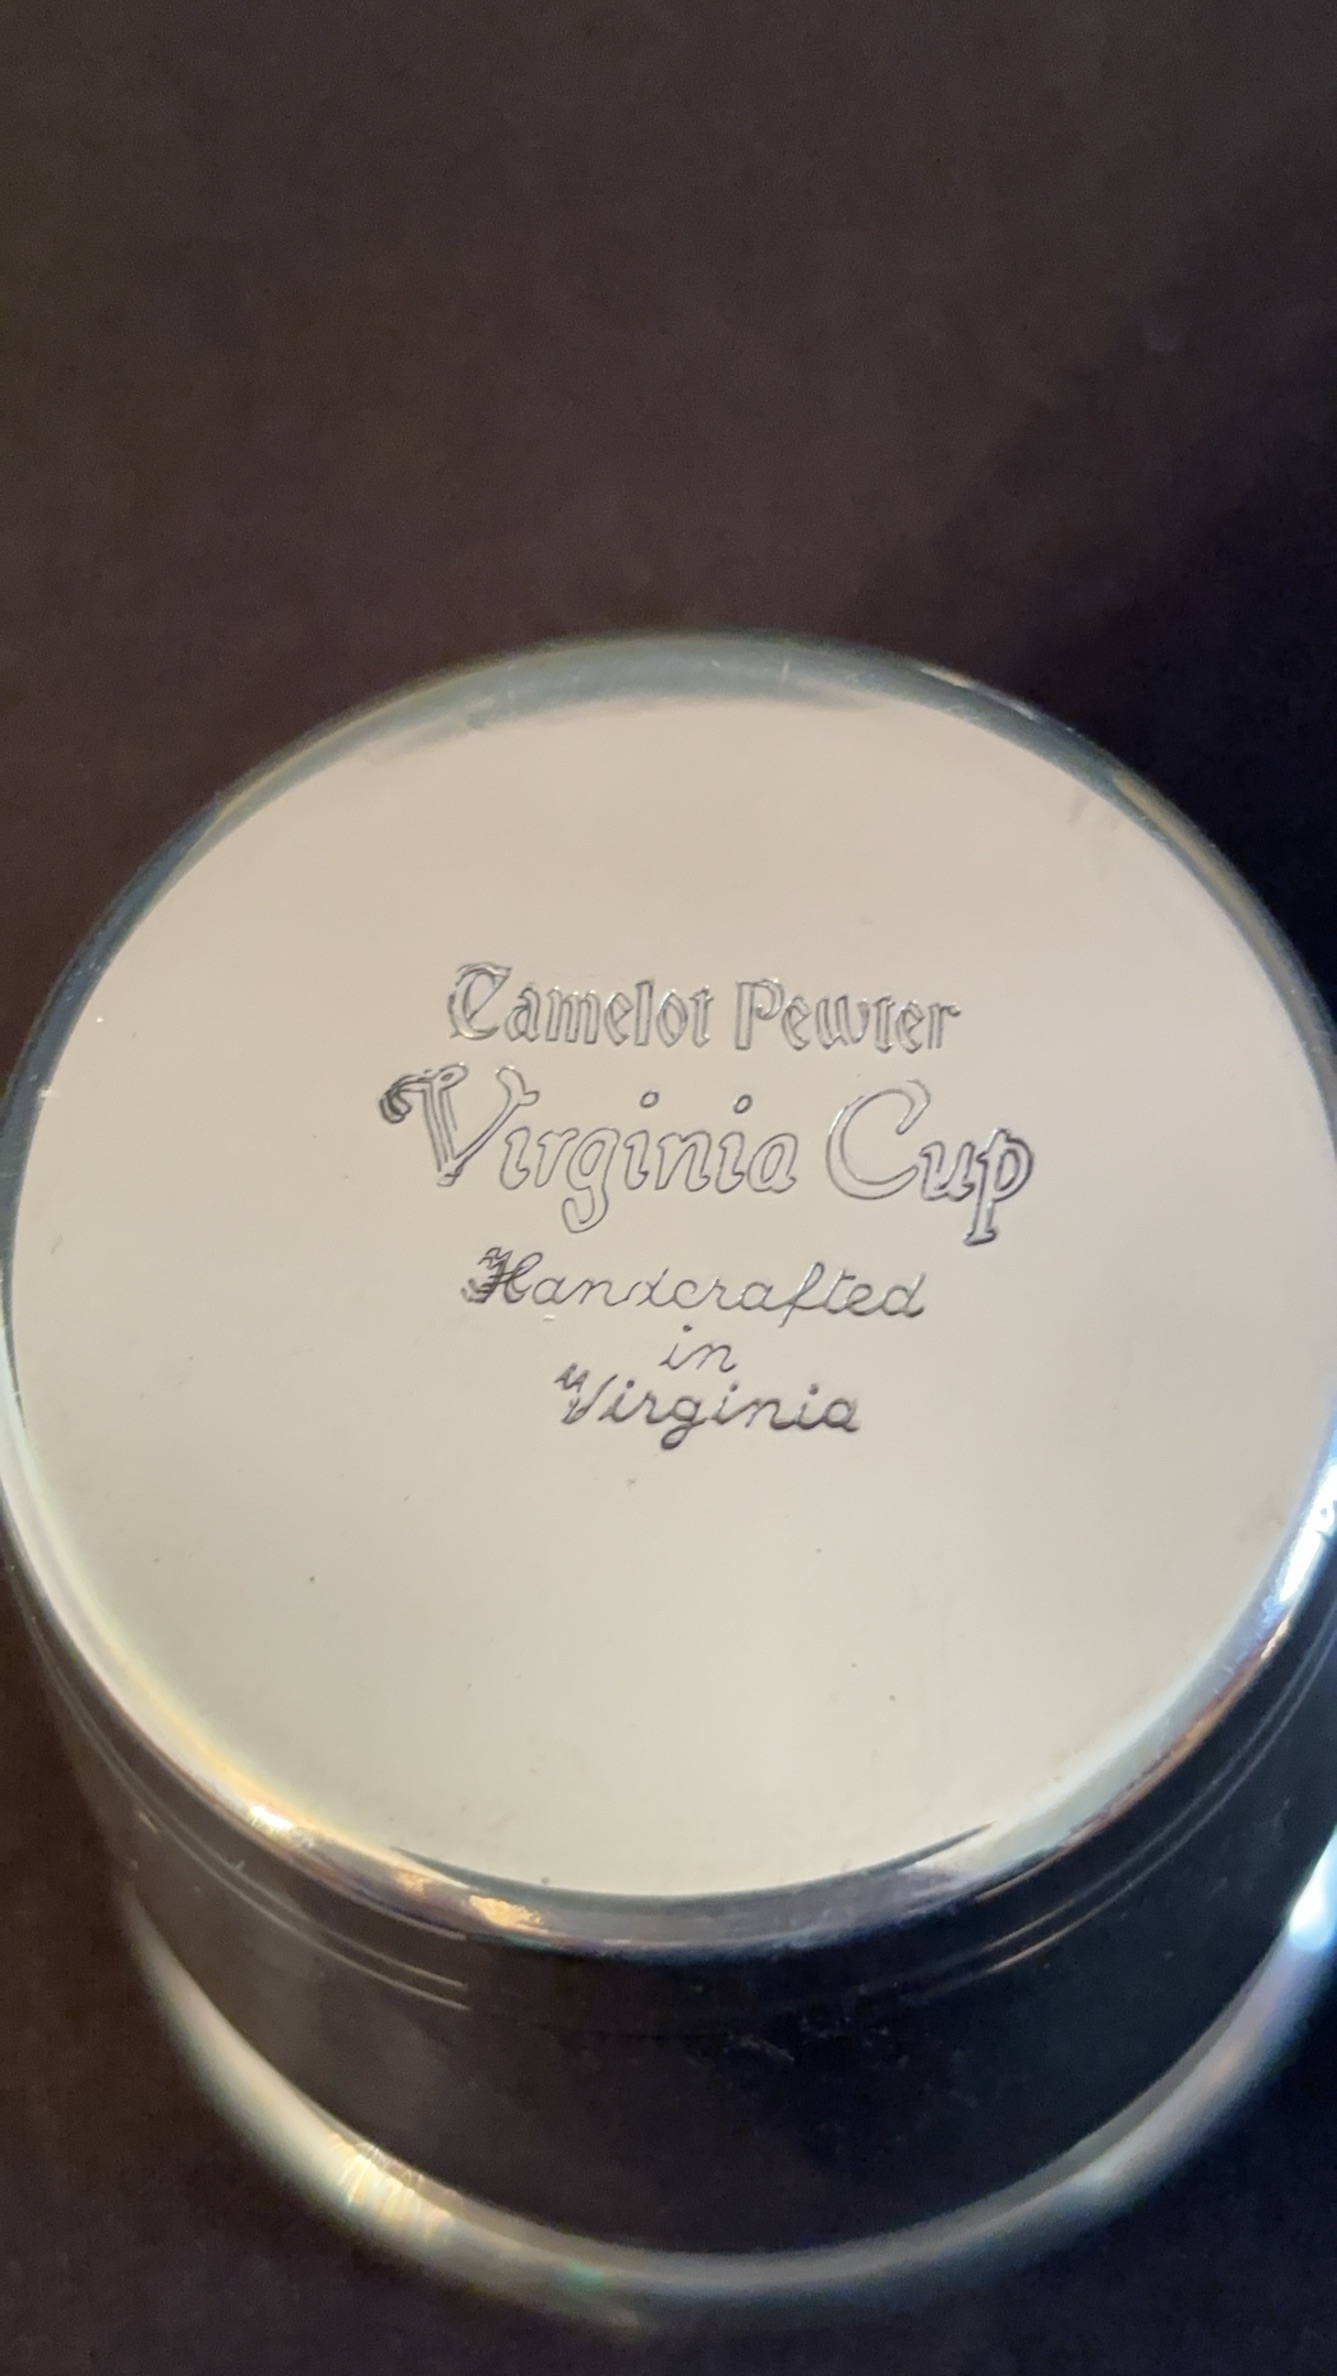 Camelot Pewter
Virginia Cup
Handcrafted
in
Virginia